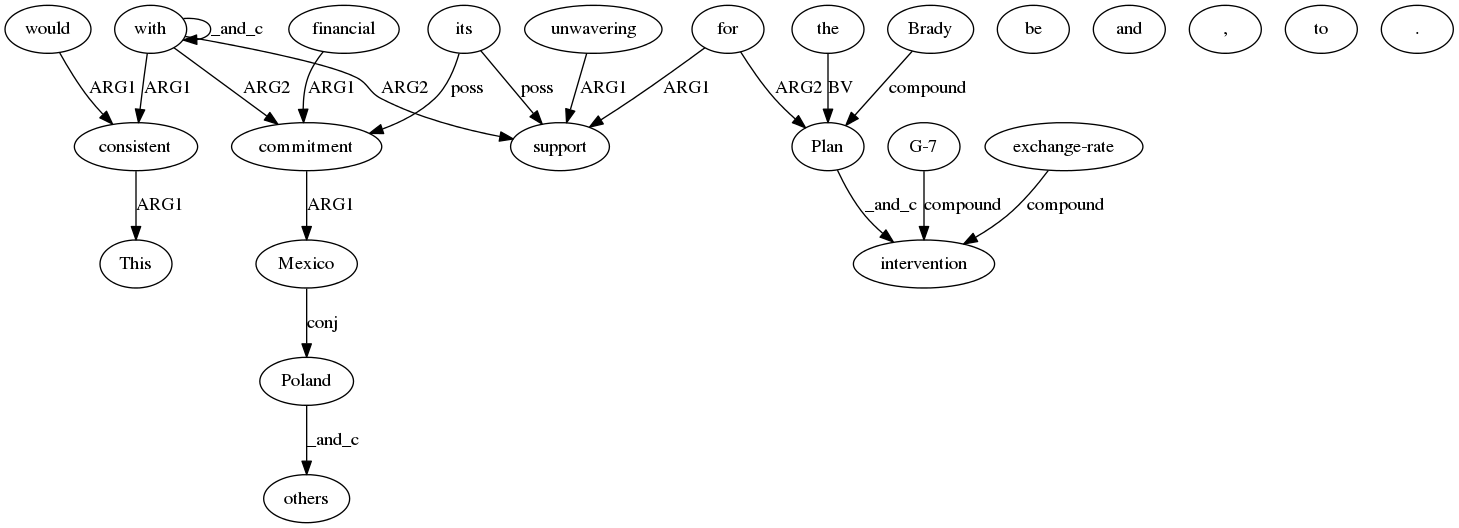 would with _and_c financial its unwavering for the Brady be and , to .
ARG1 ARG1 ARG2 ARG1 ARG2 poss poss ARG1 ARG1 ARG2 BV compound
consistent commitment support Plan G-7 exchange-rate
ARG1 ARG1 _and_c compound compound
This Mexico intervention
conj
Poland
_and_c
others